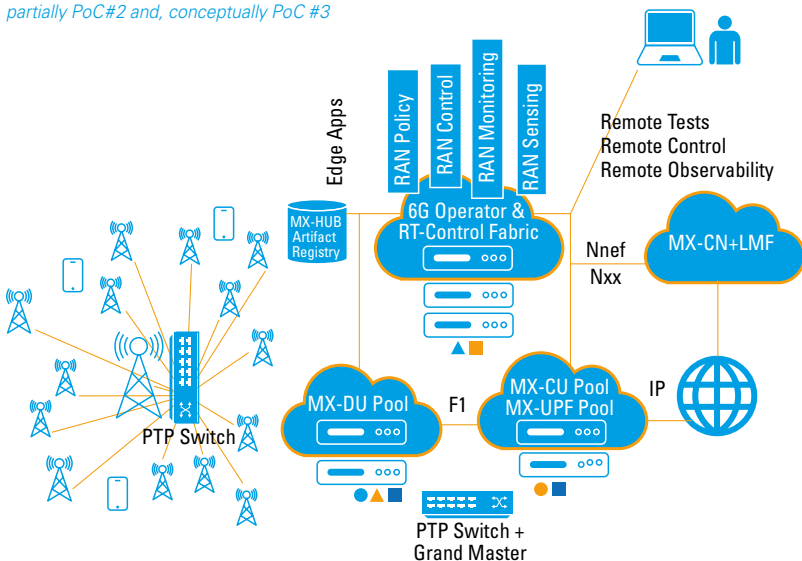 partially PoC#2 and, conceptually PoC #3
Edge Apps
RAN Policy
RAN Control
RAN Monitoring
RAN Sensing
Remote Tests
Remote Control
Remote Observability
MX-HUB
Artifact
Registry
6G Operator &
RT-Control Fabric
Nnef
Nxx
MX-CN+LMF
PTP Switch
MX-DU Pool
F1
MX-CU Pool
MX-UPF Pool
IP
PTP Switch +
Grand Master